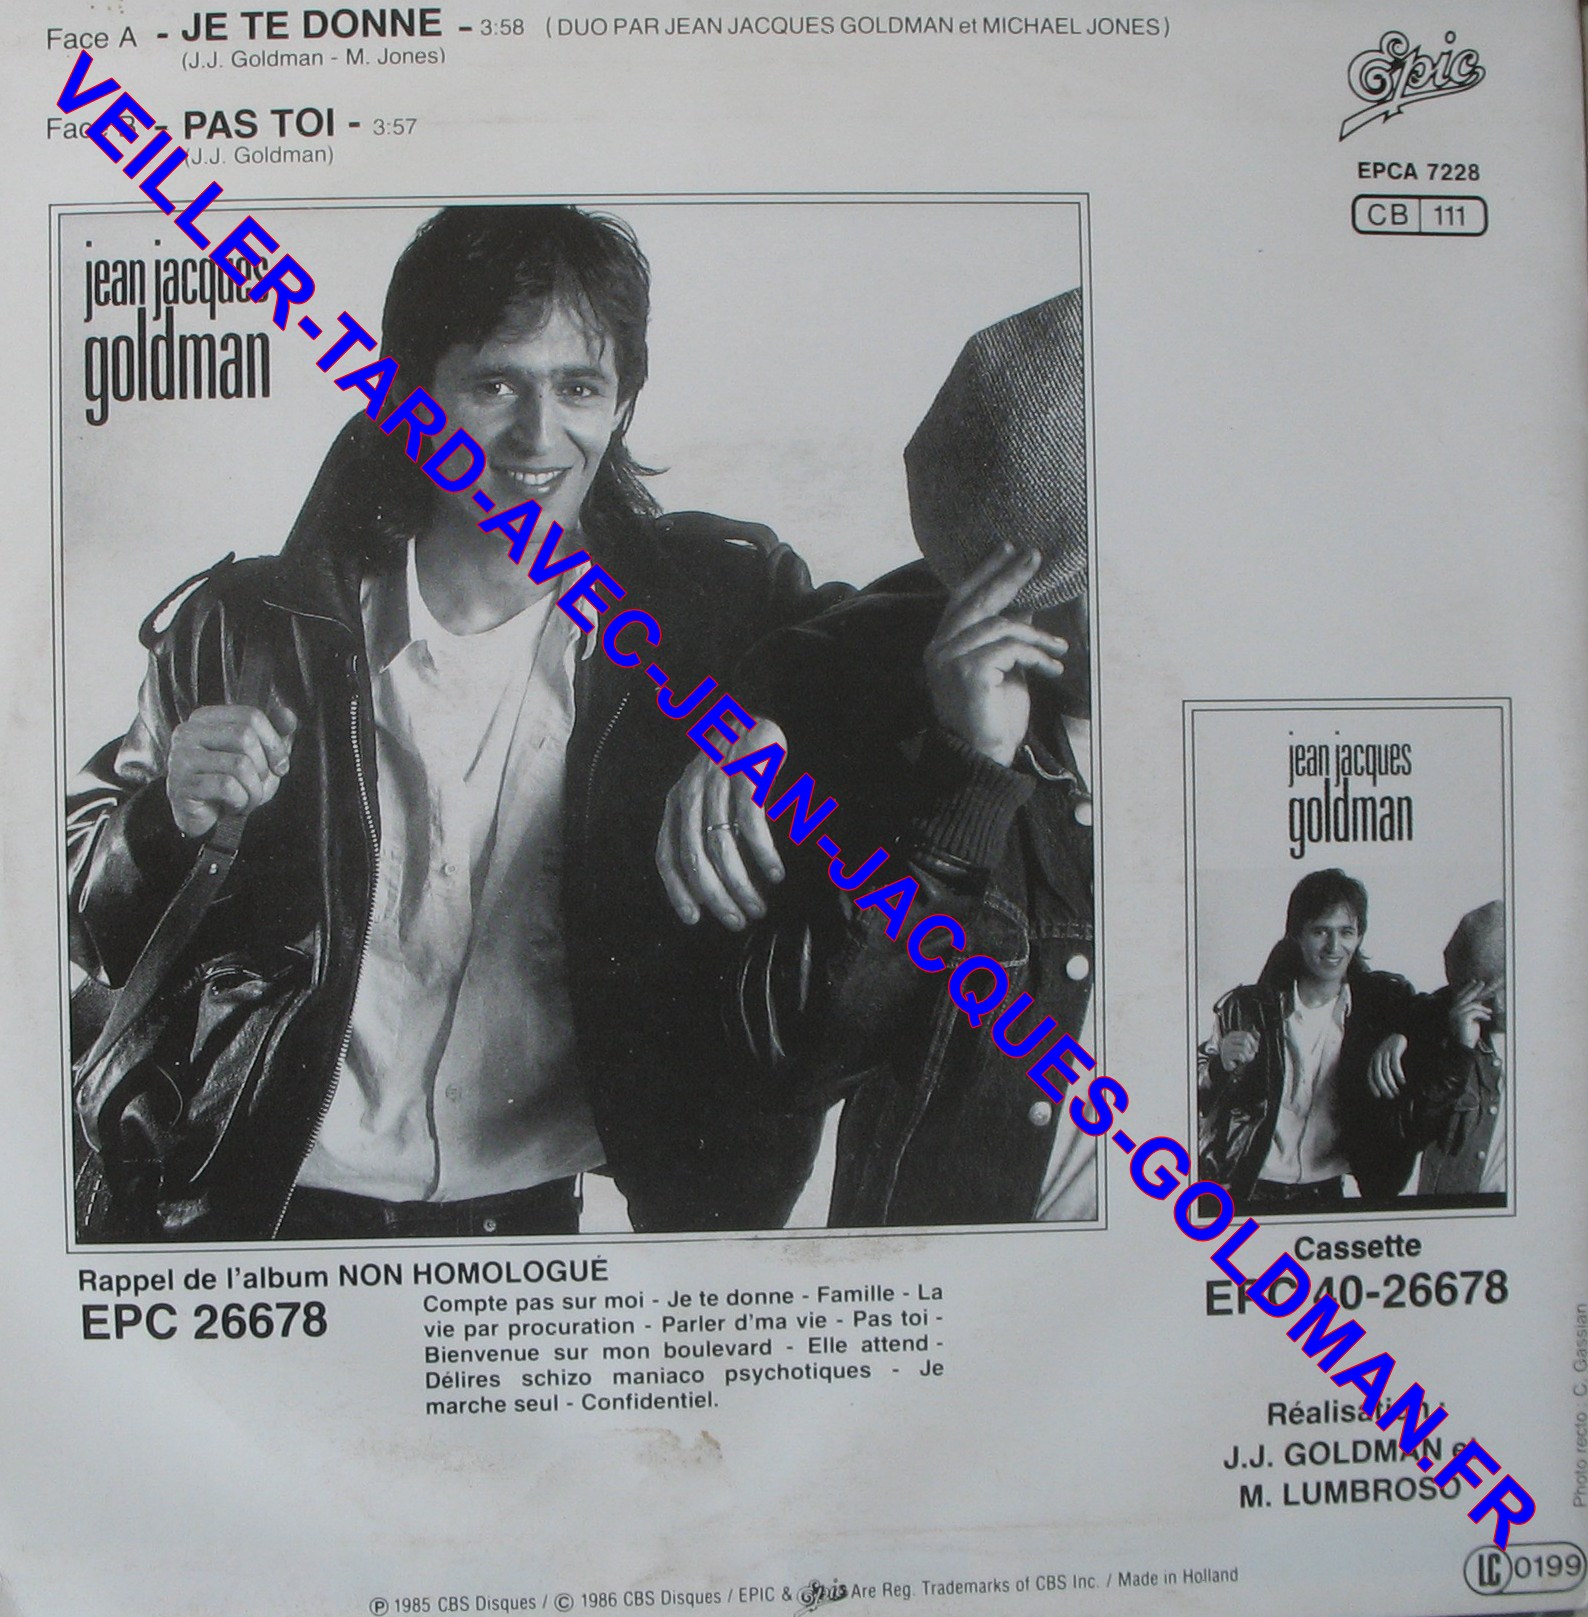 Face A - JE TE DONNE - 3:58 (DUO PAR JEAN JACQUES GOLDMAN et MICHAEL JONES)
(J.J. Goldman - M. Jones)
Face B - PAS TOI - 3:57
(J.J. Goldman)
Epic
EPCA 7228
CB 111
jean jacques
goldman
VEILLER-TARD-AVEC-JEAN-JACQUES-GOLDMAN.FR
jean jacques
goldman
Rappel de l'album NON HOMOLOGUÉ
EPC 26678
Compte pas sur moi - Je te donne - Famille - La
vie par procuration - Parler d'ma vie - Pas toi -
Bienvenue sur mon boulevard - Elle attend -
Délires schizo maniaco psychotiques - Je
marche seul - Confidentiel.
Cassette
EPC 40-26678
Réalisation :
J.J. GOLDMAN et
M. LUMBROSO
Photo recto : C. Gassian
LC 0199
Ⓟ 1985 CBS Disques / © 1986 CBS Disques / EPIC & Epic Are Reg. Trademarks of CBS Inc. / Made in Holland